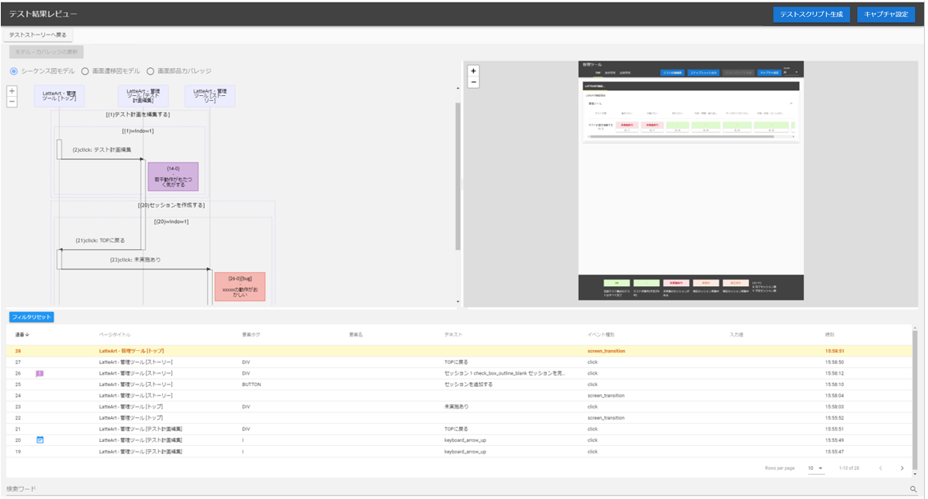 テスト結果レビュー
テストスクリプト生成
キャプチャ設定
テストストーリーへ戻る
モデル・カバレッジの更新
シーケンス図モデル
画面遷移図モデル
画面部品カバレッジ
LatteArt - 管理ツール [トップ]
LatteArt - 管理ツール [テスト計画編集]
LatteArt - 管理ツール [ストーリー]
[(1)テスト計画を編集する]
[(1)window1]
(2)click: テスト計画編集
[14-0]
若干動作がもたつく気がする
[(20)セッションを作成する]
[(20)window1]
(21)click: TOPに戻る
(23)click: 未実施あり
[26-0][bug]
xxxxxの動作がおかしい
管理ツール
フィルタリセット
通番
ページタイトル
要素タグ
要素名
テキスト
イベント種別
入力値
時刻
28 LatteArt - 管理ツール [トップ] screen_transition 15:58:51
27 LatteArt - 管理ツール [ストーリー] DIV TOPに戻る click 15:58:50
26 LatteArt - 管理ツール [ストーリー] DIV セッション 1 check_box_outline_blank セッションを完... click 15:58:12
25 LatteArt - 管理ツール [ストーリー] BUTTON セッションを追加する click 15:58:10
24 LatteArt - 管理ツール [ストーリー] screen_transition 15:58:04
23 LatteArt - 管理ツール [トップ] DIV 未実施あり click 15:58:03
22 LatteArt - 管理ツール [トップ] screen_transition 15:55:52
21 LatteArt - 管理ツール [テスト計画編集] DIV TOPに戻る click 15:55:51
20 LatteArt - 管理ツール [テスト計画編集] I keyboard_arrow_up click 15:55:49
19 LatteArt - 管理ツール [テスト計画編集] I keyboard_arrow_up click 15:55:47
Rows per page: 10 1-10 of 28
検索ワード